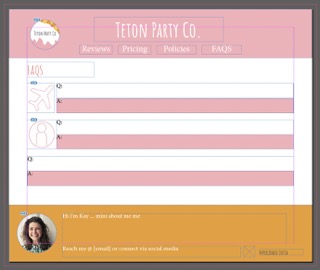 Teton Party Co.
Teton Party Co.
Reviews Pricing Policies FAQS
FAQS
Q:
A:
Q:
A:
Q:
A:
Hi I'm Kay ... mini about me me
Reach me @ [email] or connect via social media